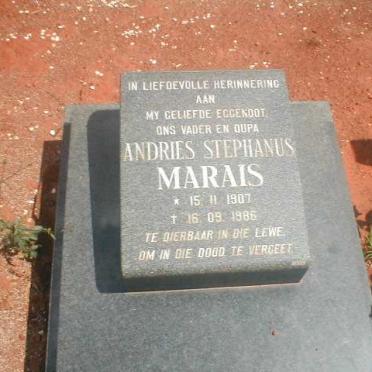 IN LIEFDEVOLLE HERINNERING
AAN
MY GELIEFDE EGGENOOT,
ONS VADER EN OUPA
ANDRIES STEPHANUS
MARAIS
* 15. 11. 1907
† 16. 09. 1986
TE DIERBAAR IN DIE LEWE,
OM IN DIE DOOD TE VERGEET.